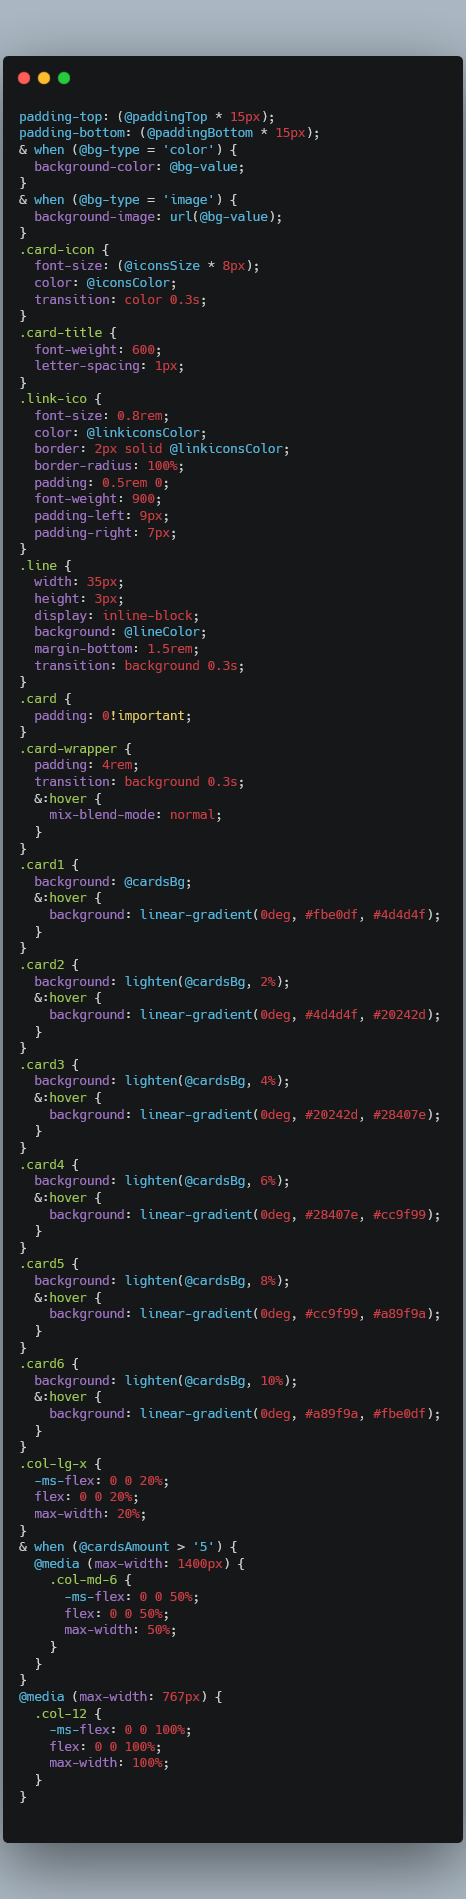 padding-top: (@paddingTop * 15px);
padding-bottom: (@paddingBottom * 15px);
& when (@bg-type = 'color') {
  background-color: @bg-value;
}
& when (@bg-type = 'image') {
  background-image: url(@bg-value);
}
.card-icon {
  font-size: (@iconsSize * 8px);
  color: @iconsColor;
  transition: color 0.3s;
}
.card-title {
  font-weight: 600;
  letter-spacing: 1px;
}
.link-ico {
  font-size: 0.8rem;
  color: @linkiconsColor;
  border: 2px solid @linkiconsColor;
  border-radius: 100%;
  padding: 0.5rem 0;
  font-weight: 900;
  padding-left: 9px;
  padding-right: 7px;
}
.line {
  width: 35px;
  height: 3px;
  display: inline-block;
  background: @lineColor;
  margin-bottom: 1.5rem;
  transition: background 0.3s;
}
.card {
  padding: 0!important;
}
.card-wrapper {
  padding: 4rem;
  transition: background 0.3s;
  &:hover {
    mix-blend-mode: normal;
  }
}
.card1 {
  background: @cardsBg;
  &:hover {
    background: linear-gradient(0deg, #fbe0df, #4d4d4f);
  }
}
.card2 {
  background: lighten(@cardsBg, 2%);
  &:hover {
    background: linear-gradient(0deg, #4d4d4f, #20242d);
  }
}
.card3 {
  background: lighten(@cardsBg, 4%);
  &:hover {
    background: linear-gradient(0deg, #20242d, #28407e);
  }
}
.card4 {
  background: lighten(@cardsBg, 6%);
  &:hover {
    background: linear-gradient(0deg, #28407e, #cc9f99);
  }
}
.card5 {
  background: lighten(@cardsBg, 8%);
  &:hover {
    background: linear-gradient(0deg, #cc9f99, #a89f9a);
  }
}
.card6 {
  background: lighten(@cardsBg, 10%);
  &:hover {
    background: linear-gradient(0deg, #a89f9a, #fbe0df);
  }
}
.col-lg-x {
  -ms-flex: 0 0 20%;
  flex: 0 0 20%;
  max-width: 20%;
}
& when (@cardsAmount > '5') {
  @media (max-width: 1400px) {
    .col-md-6 {
      -ms-flex: 0 0 50%;
      flex: 0 0 50%;
      max-width: 50%;
    }
  }
}
@media (max-width: 767px) {
  .col-12 {
    -ms-flex: 0 0 100%;
    flex: 0 0 100%;
    max-width: 100%;
  }
}